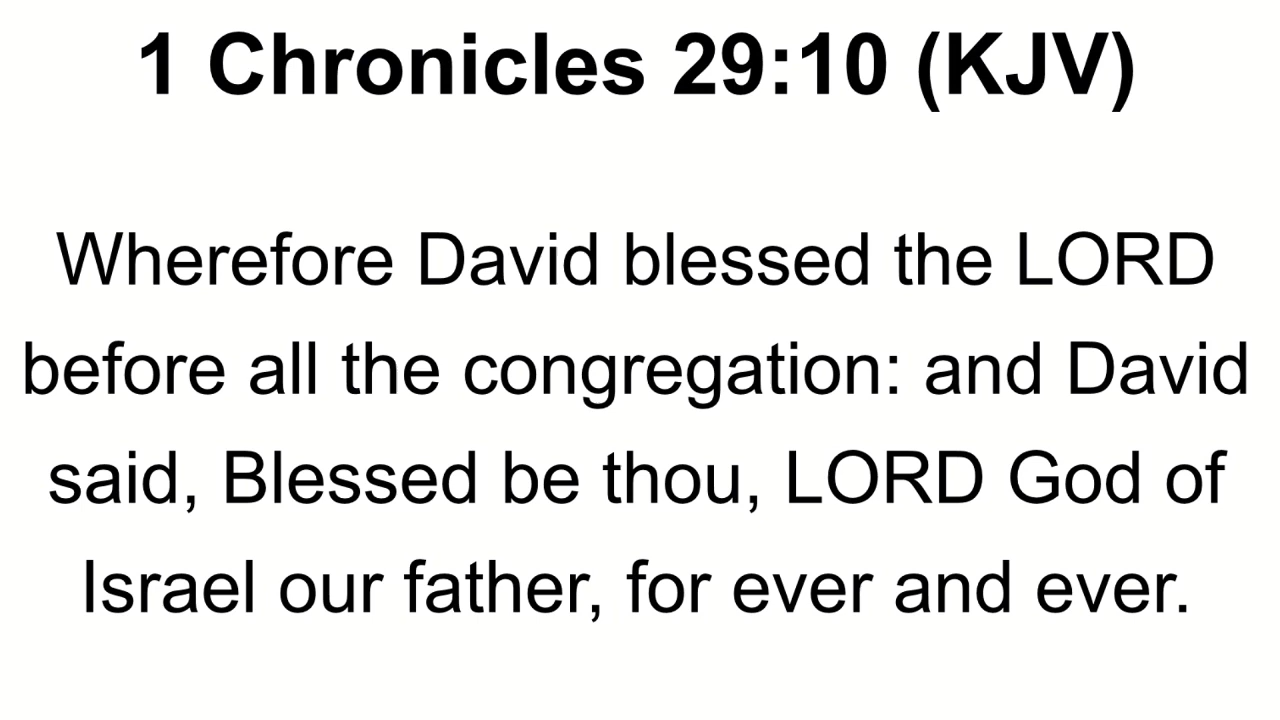 1 Chronicles 29:10 (KJV)
Wherefore David blessed the LORD
before all the congregation: and David
said, Blessed be thou, LORD God of
Israel our father, for ever and ever.